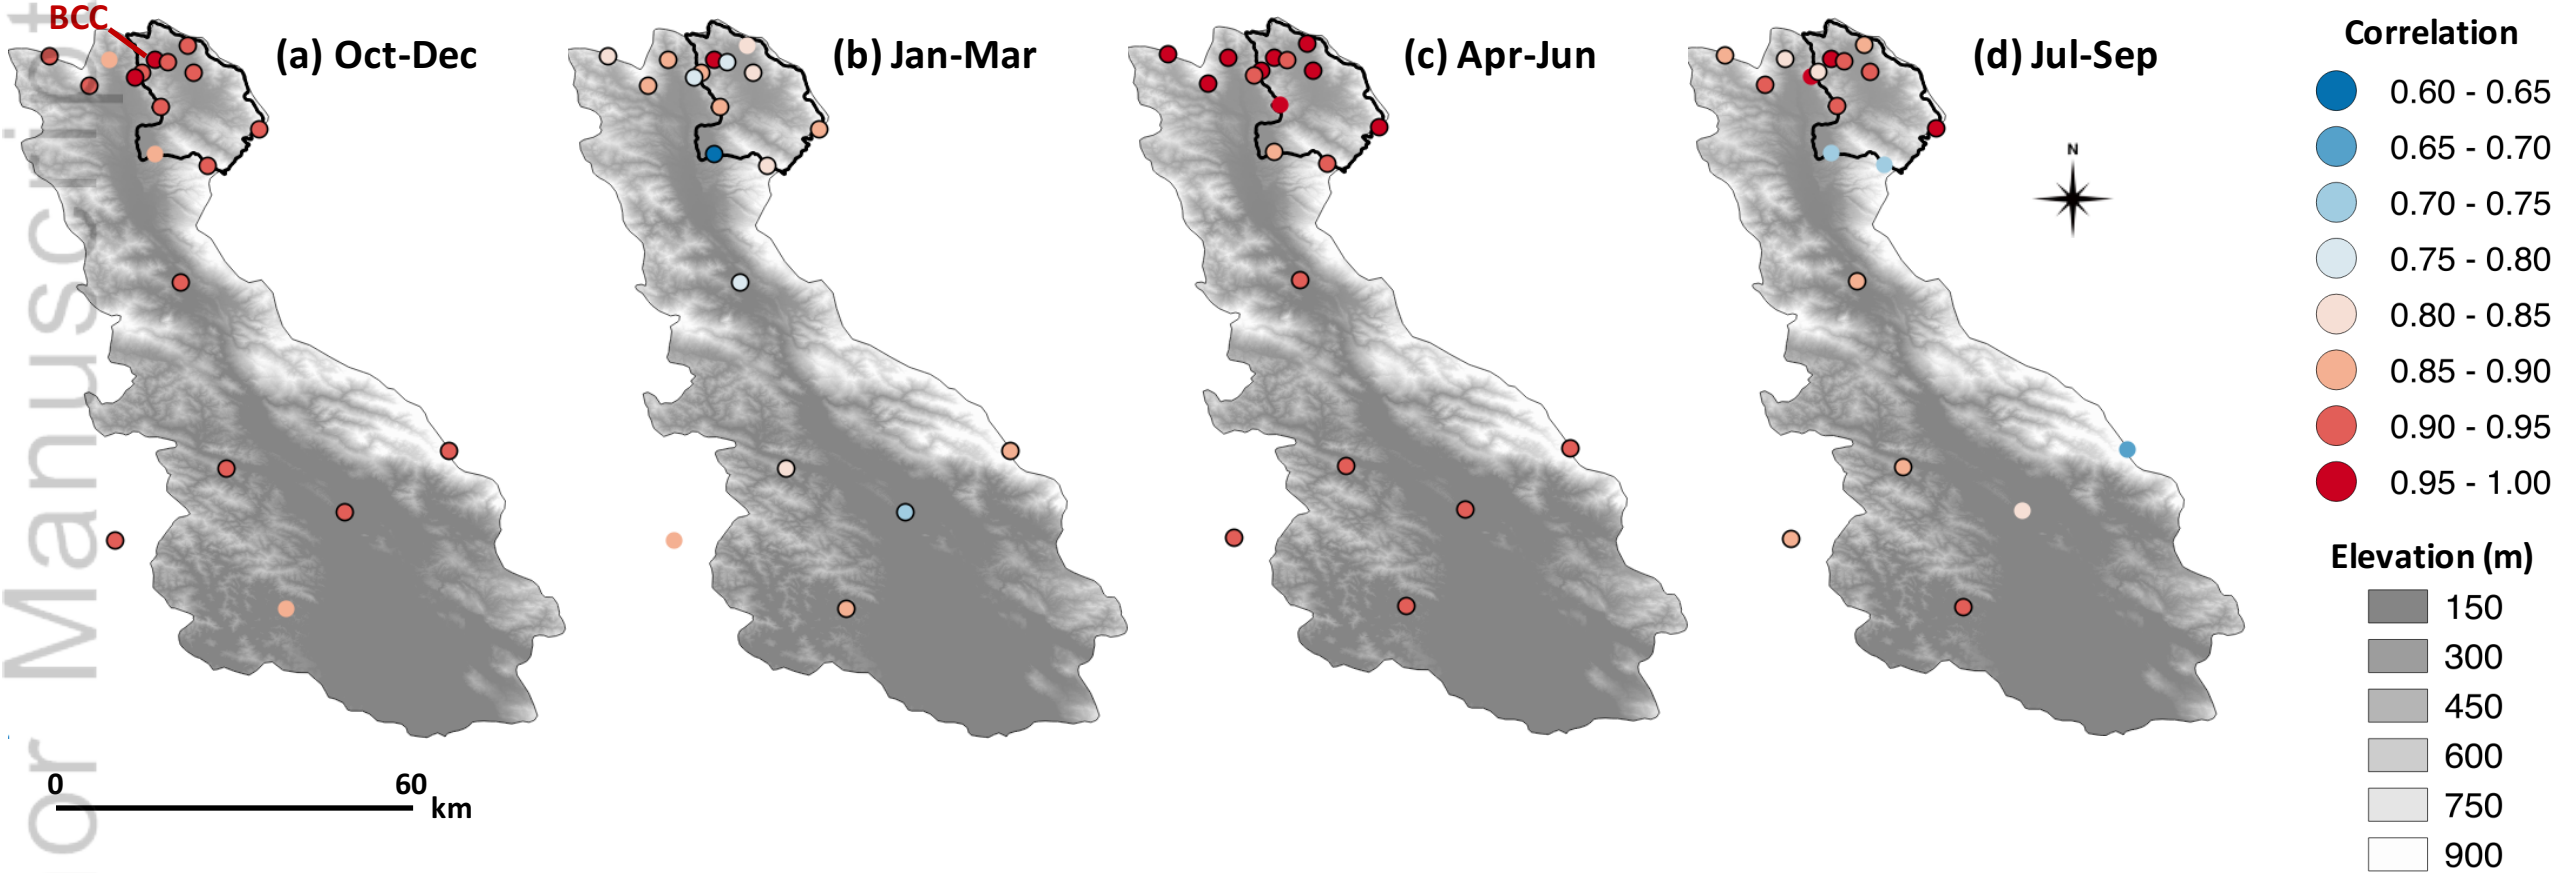 BCC
(a) Oct-Dec
(b) Jan-Mar
(c) Apr-Jun
(d) Jul-Sep
N
Correlation
0.60 - 0.65
0.65 - 0.70
0.70 - 0.75
0.75 - 0.80
0.80 - 0.85
0.85 - 0.90
0.90 - 0.95
0.95 - 1.00
Elevation (m)
150
300
450
600
750
900
0 60
km
or Manuscript